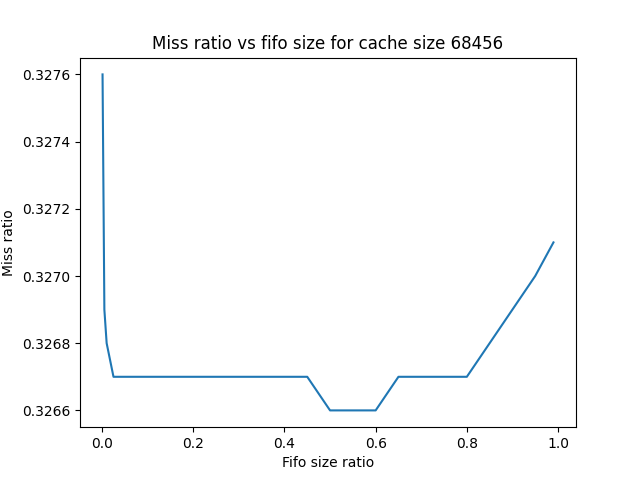 Miss ratio vs fifo size for cache size 68456
Miss ratio
0.3276
0.3274
0.3272
0.3270
0.3268
0.3266
0.0 0.2 0.4 0.6 0.8 1.0
Fifo size ratio